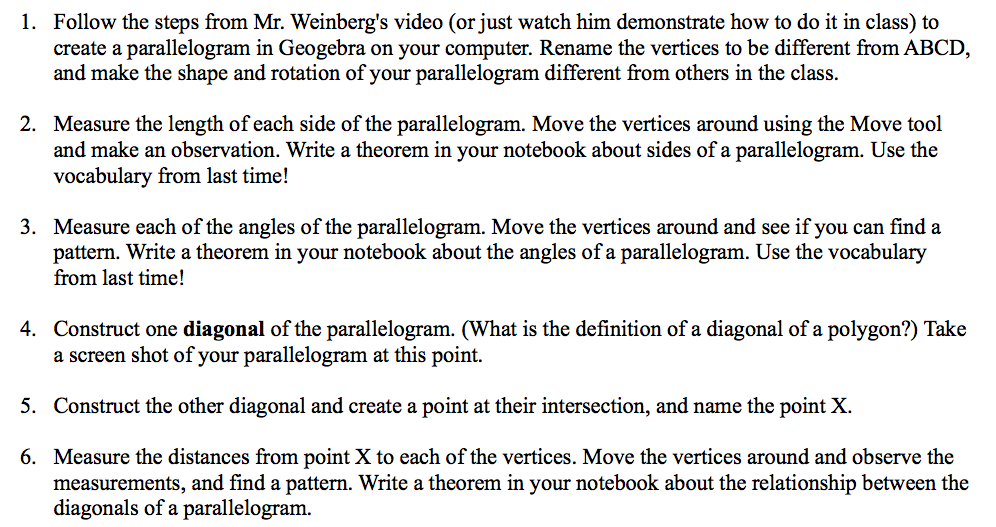 1. Follow the steps from Mr. Weinberg's video (or just watch him demonstrate how to do it in class) to
create a parallelogram in Geogebra on your computer. Rename the vertices to be different from ABCD,
and make the shape and rotation of your parallelogram different from others in the class.
2. Measure the length of each side of the parallelogram. Move the vertices around using the Move tool
and make an observation. Write a theorem in your notebook about sides of a parallelogram. Use the
vocabulary from last time!
3. Measure each of the angles of the parallelogram. Move the vertices around and see if you can find a
pattern. Write a theorem in your notebook about the angles of a parallelogram. Use the vocabulary
from last time!
4. Construct one diagonal of the parallelogram. (What is the definition of a diagonal of a polygon?) Take
a screen shot of your parallelogram at this point.
5. Construct the other diagonal and create a point at their intersection, and name the point X.
6. Measure the distances from point X to each of the vertices. Move the vertices around and observe the
measurements, and find a pattern. Write a theorem in your notebook about the relationship between the
diagonals of a parallelogram.